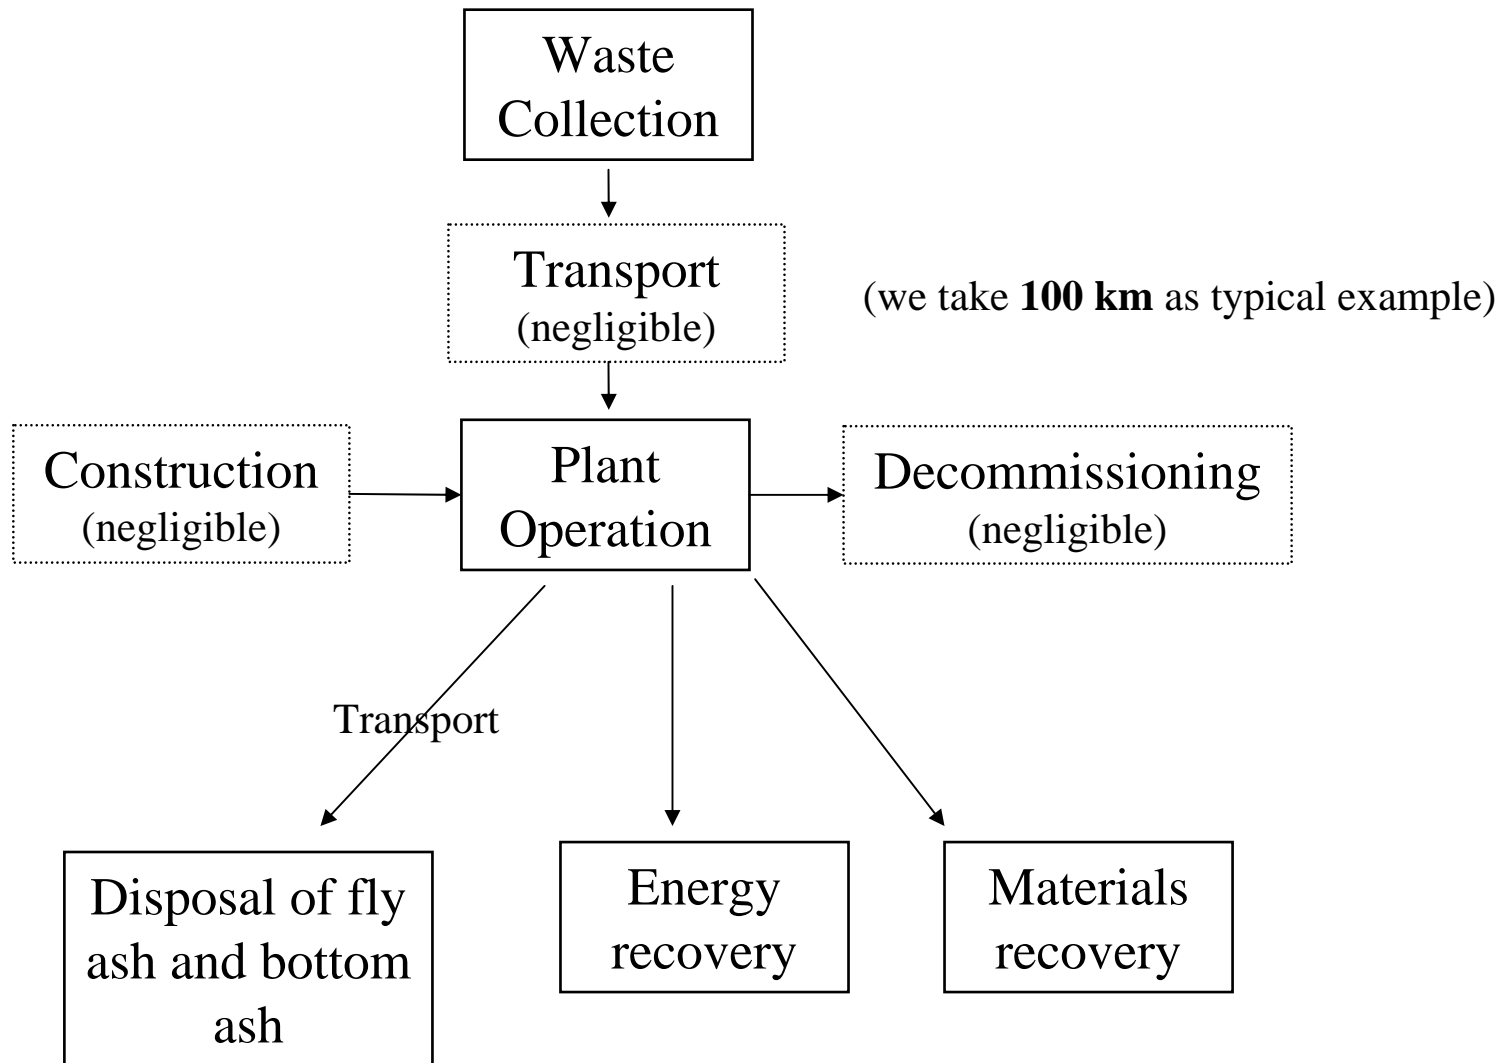 Waste
Collection
Transport
(negligible)
(we take 100 km as typical example)
Construction
(negligible)
Plant
Operation
Decommissioning
(negligible)
Transport
Disposal of fly
ash and bottom
ash
Energy
recovery
Materials
recovery